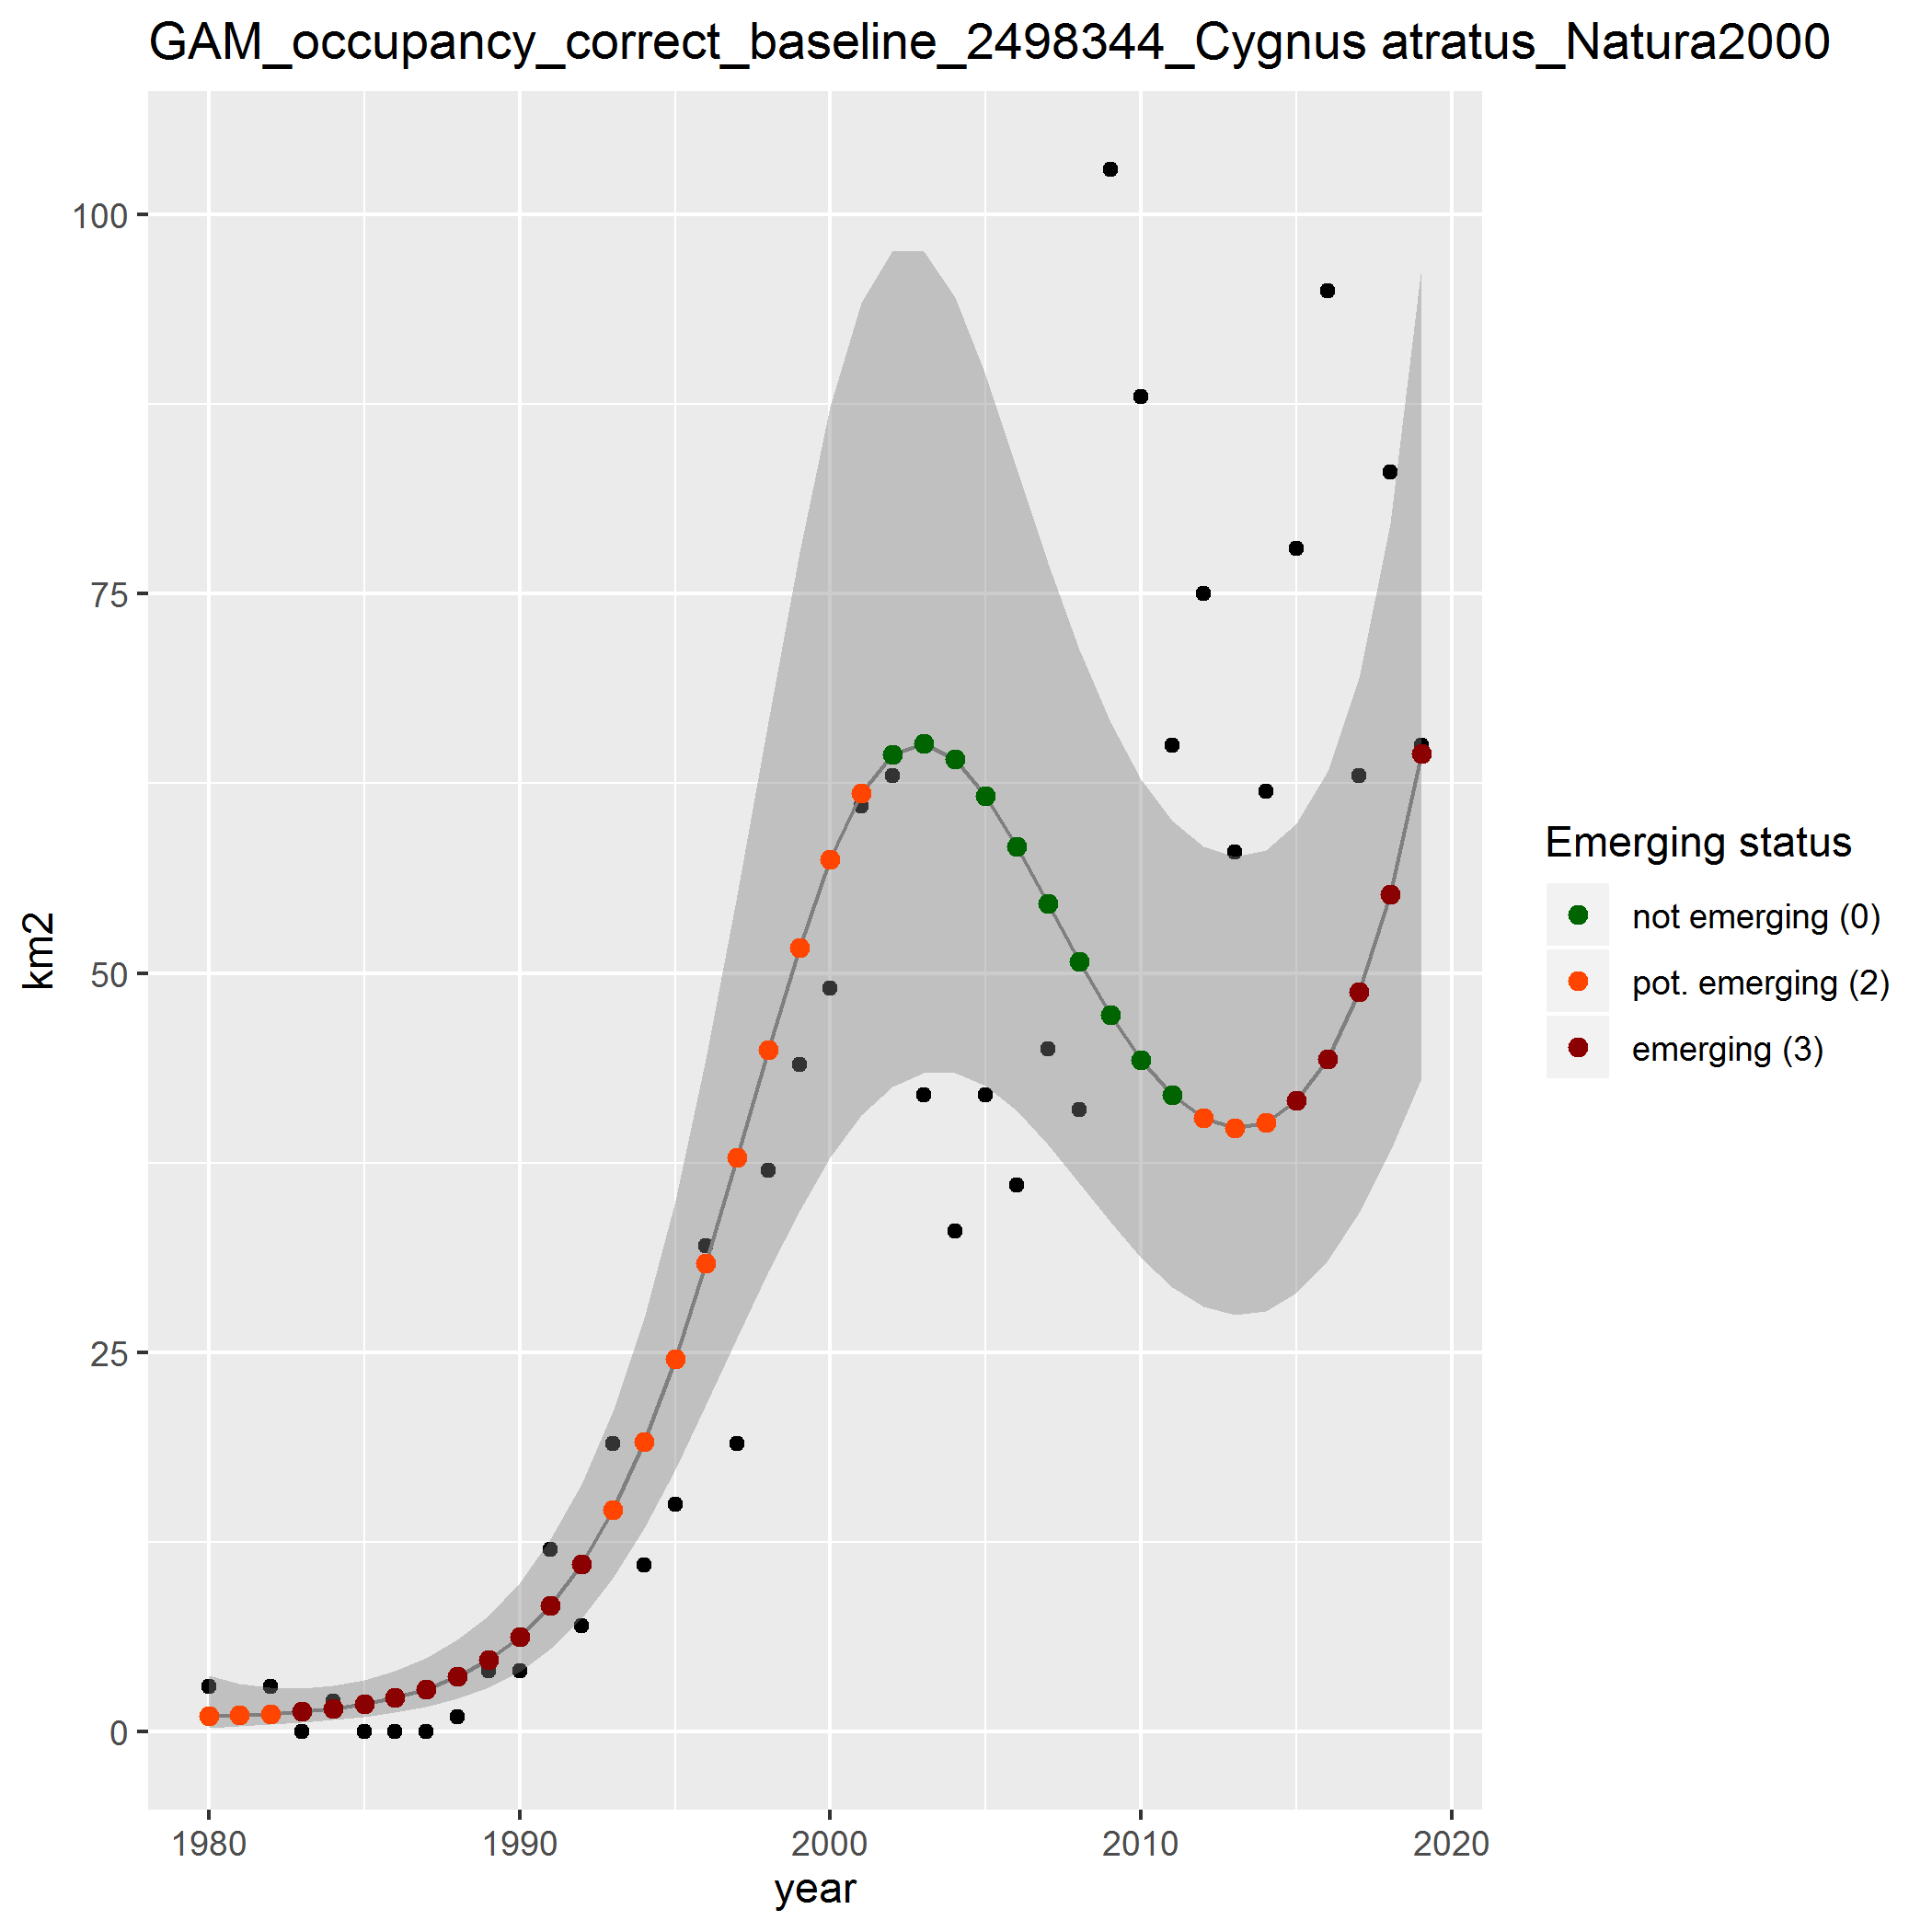 GAM_occupancy_correct_baseline_2498344_Cygnus atratus_Natura2000
100
75
50
25
0
km2
1980 1990 2000 2010 2020
year
Emerging status
not emerging (0)
pot. emerging (2)
emerging (3)